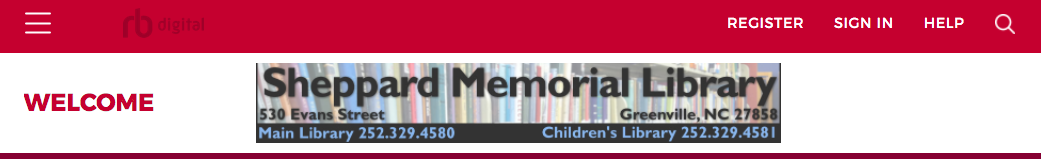 rb digital REGISTER SIGN IN HELP
WELCOME
Sheppard Memorial Library
530 Evans Street Greenville, NC 27858
Main Library 252.329.4580 Children's Library 252.329.4581